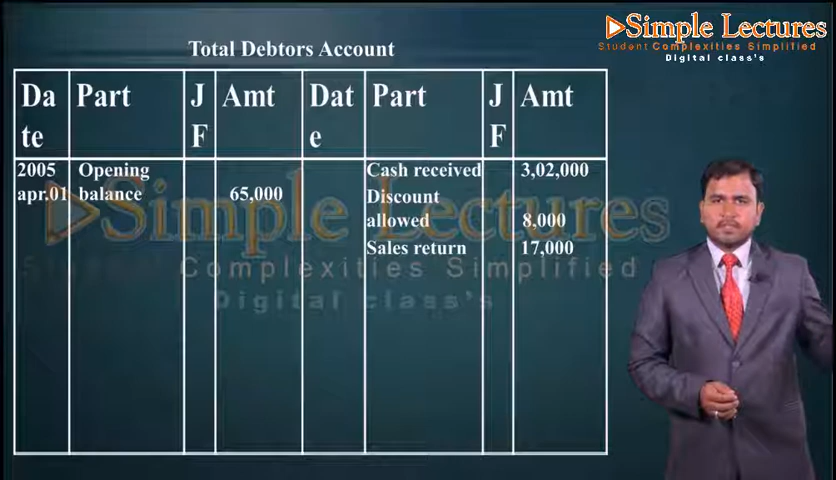 Simple Lectures
Student Complexities Simplified
Digital class's
Total Debtors Account
Da
te
Part
J
F
Amt
Dat
e
Part
J
F
Amt
2005
apr.01
Opening
balance
65,000
Cash received
3,02,000
Discount
allowed
8,000
Sales return
17,000
Simple Lectures
Student Complexities Simplified
Digital class's